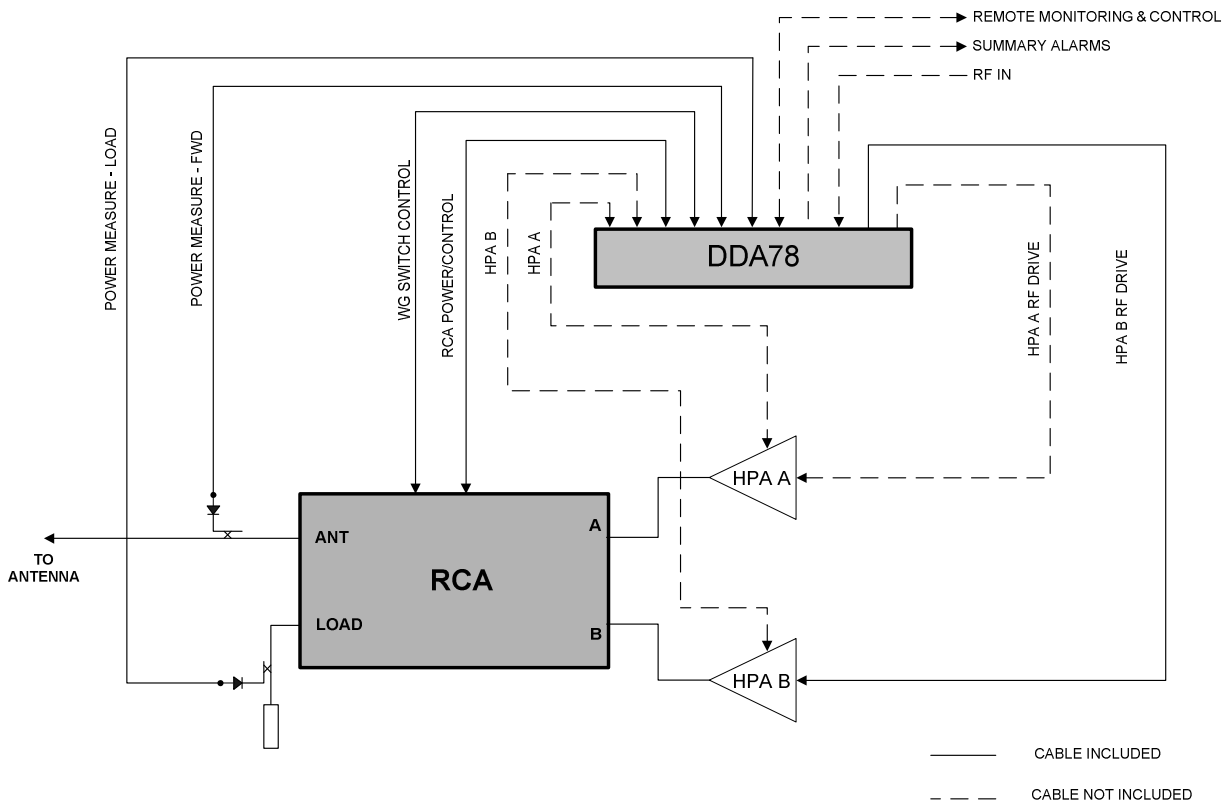 REMOTE MONITORING & CONTROL
SUMMARY ALARMS
RF IN
POWER MEASURE - LOAD
POWER MEASURE - FWD
WG SWITCH CONTROL
RCA POWER/CONTROL
HPA B
HPA A
DDA78
HPA A RF DRIVE
HPA B RF DRIVE
HPA A
ANT
A
TO
ANTENNA
RCA
LOAD
B
HPA B
CABLE INCLUDED
CABLE NOT INCLUDED